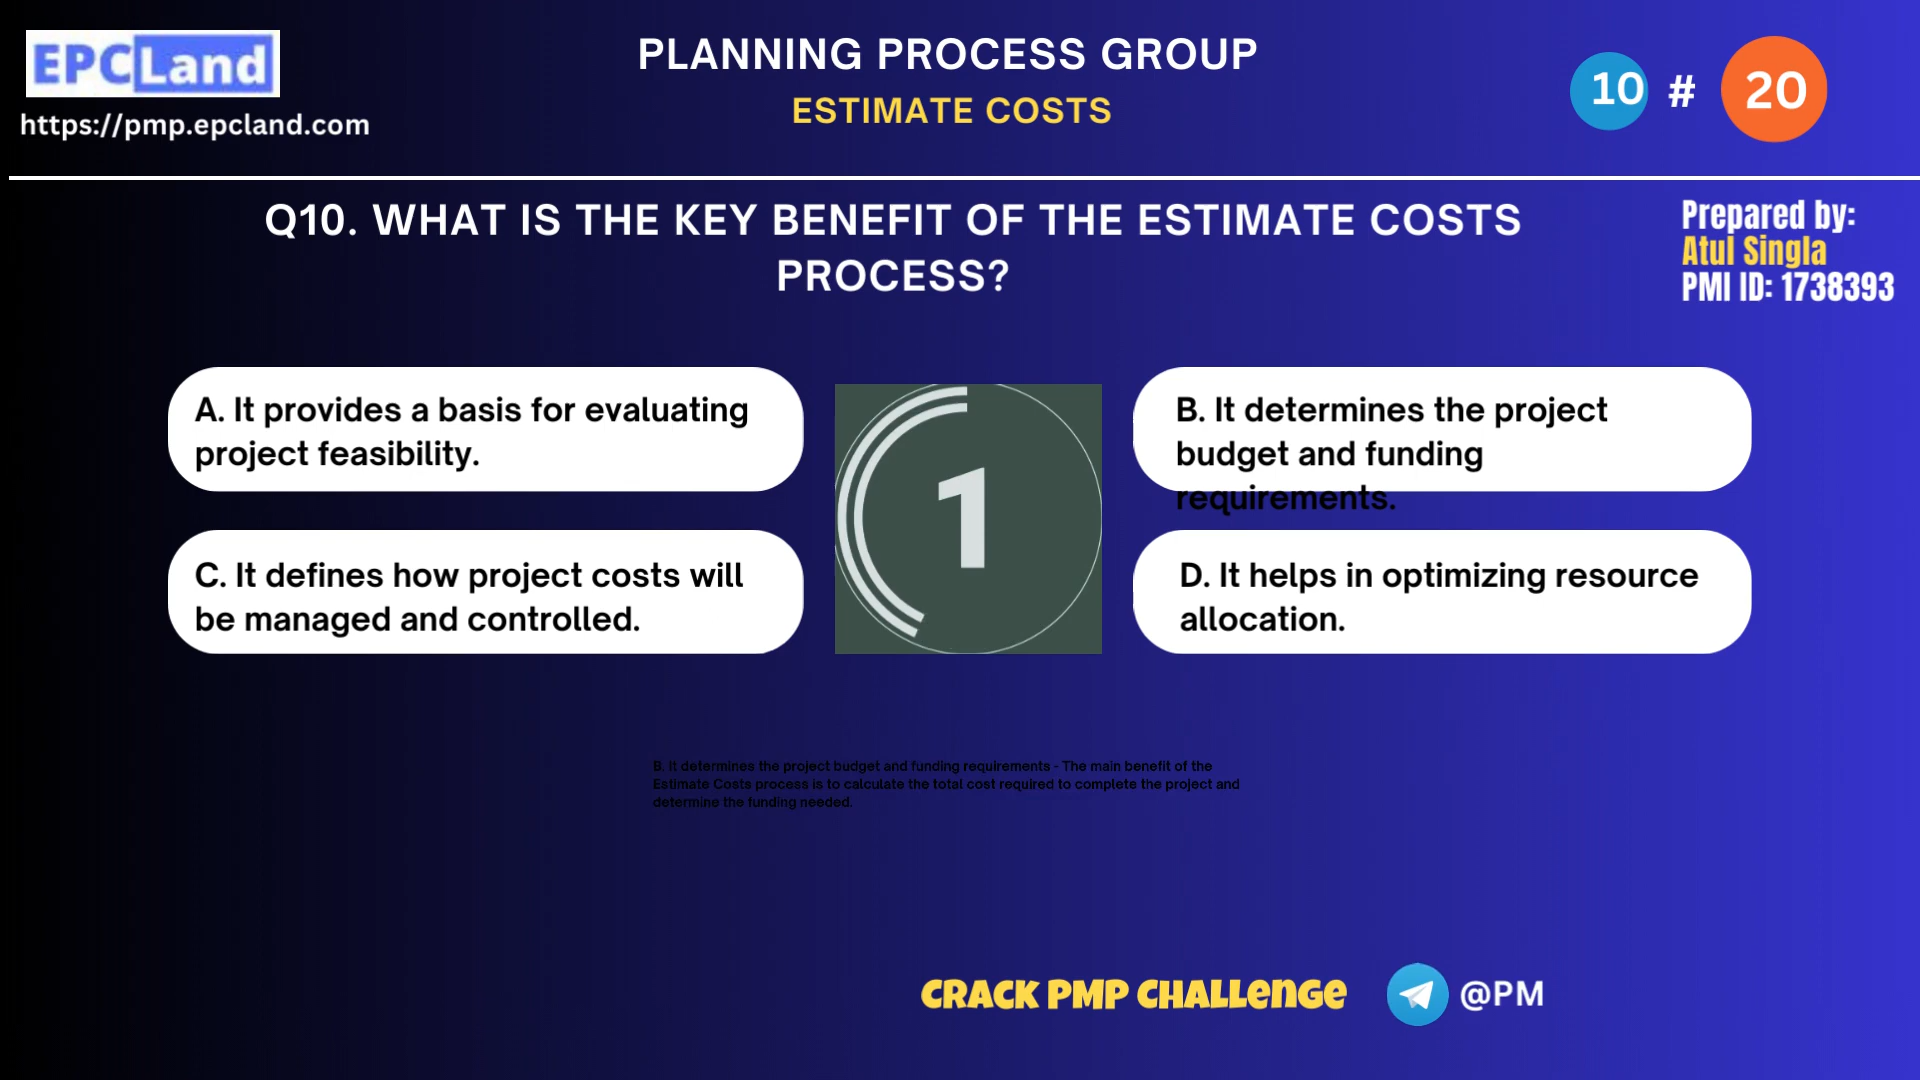 EPCLand
https://pmp.epcland.com
PLANNING PROCESS GROUP
ESTIMATE COSTS
10 # 20
Q10. WHAT IS THE KEY BENEFIT OF THE ESTIMATE COSTS
PROCESS?
Prepared by:
Atul Singla
PMI ID: 1738393
A. It provides a basis for evaluating
project feasibility.
B. It determines the project
budget and funding
requirements.
C. It defines how project costs will
be managed and controlled.
D. It helps in optimizing resource
allocation.
1
B. It determines the project budget and funding requirements - The main benefit of the
Estimate Costs process is to calculate the total cost required to complete the project and
determine the funding needed.
CRACK PMP CHALLENGE
@PM